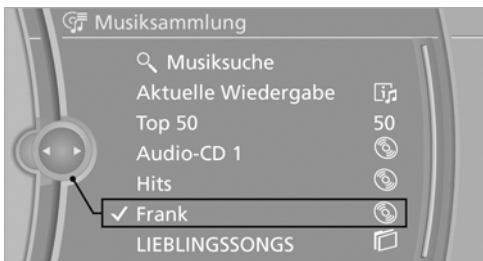 Musiksammlung
Musiksuche
Aktuelle Wiedergabe
Top 50 50
Audio-CD 1
Hits
Frank
LIEBLINGSSONGS